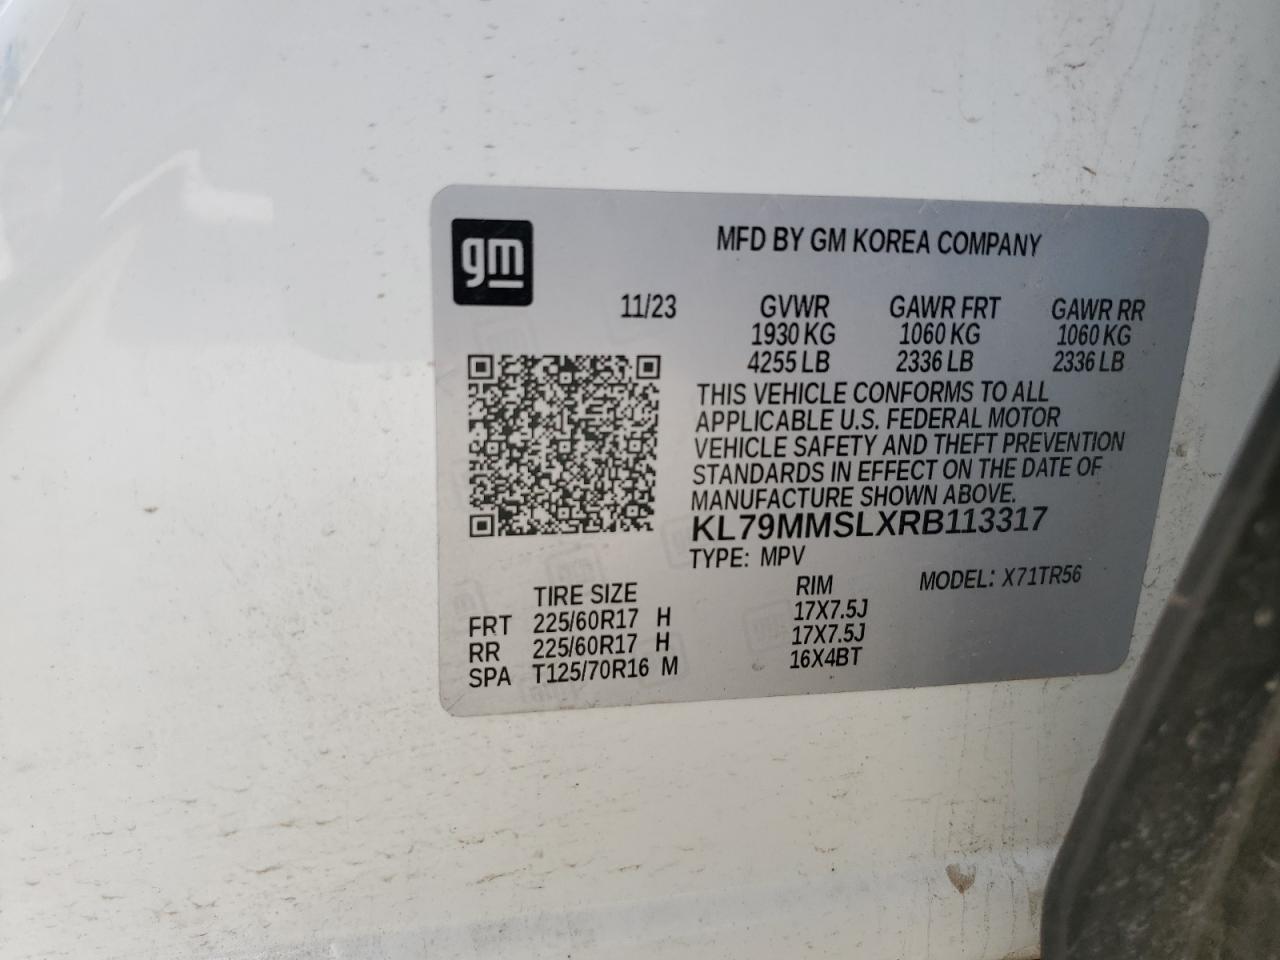 gm
MFD BY GM KOREA COMPANY
11/23 GVWR GAWR FRT GAWR RR
1930 KG 1060 KG 1060 KG
4255 LB 2336 LB 2336 LB
THIS VEHICLE CONFORMS TO ALL
APPLICABLE U.S. FEDERAL MOTOR
VEHICLE SAFETY AND THEFT PREVENTION
STANDARDS IN EFFECT ON THE DATE OF
MANUFACTURE SHOWN ABOVE.
KL79MMSLXRB113317
TYPE: MPV MODEL: X71TR56
TIRE SIZE RIM
FRT 225/60R17 H 17X7.5J
RR 225/60R17 H 17X7.5J
SPA T125/70R16 M 16X4BT